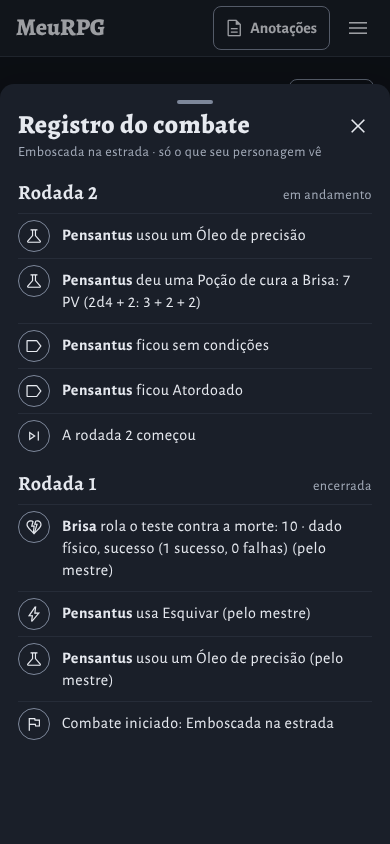 MeuRPG
Anotações
Registro do combate
Emboscada na estrada · só o que seu personagem vê
Rodada 2
em andamento
Pensantus usou um Óleo de precisão
Pensantus deu uma Poção de cura a Brisa: 7
PV (2d4 + 2: 3 + 2 + 2)
Pensantus ficou sem condições
Pensantus ficou Atordoado
A rodada 2 começou
Rodada 1
encerrada
Brisa rola o teste contra a morte: 10 · dado
físico, sucesso (1 sucesso, 0 falhas) (pelo
mestre)
Pensantus usa Esquivar (pelo mestre)
Pensantus usou um Óleo de precisão (pelo
mestre)
Combate iniciado: Emboscada na estrada